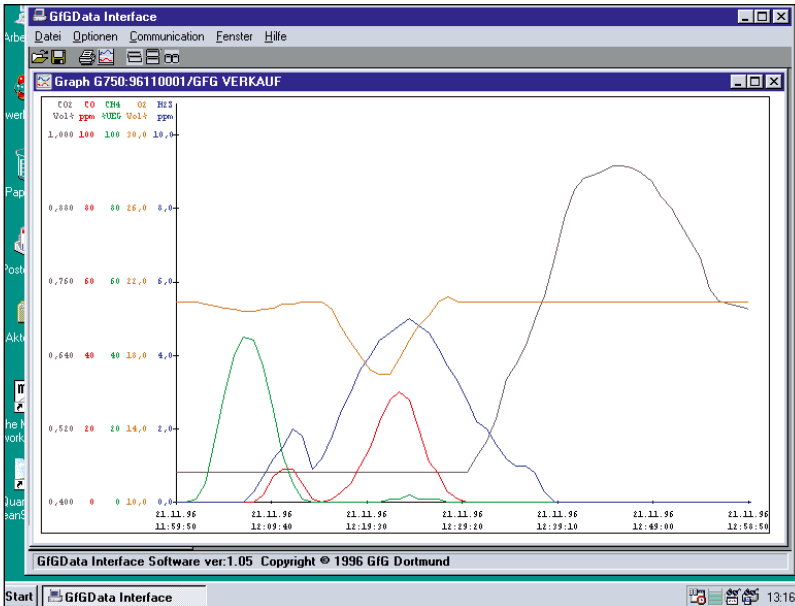 GfGData Interface
Datei Optionen Communication Fenster Hilfe
Graph G750:96110001/GFG VERKAUF
CO2 CO CH4 O2 H2S
Vol% ppm %UEG Vol% ppm
1,000 100 100 30,0 10,0
0,880 80 80 26,0 8,0
0,760 60 60 22,0 6,0
0,640 40 40 18,0 4,0
0,520 20 20 14,0 2,0
0,400 0 0 10,0 0,0
21.11.96 21.11.96 21.11.96 21.11.96 21.11.96 21.11.96 21.11.96
11:59:50 12:09:40 12:19:30 12:29:20 12:39:10 12:49:00 12:58:50
GfGData Interface Software ver:1.05 Copyright © 1996 GfG Dortmund
Start GfGData Interface 13:16